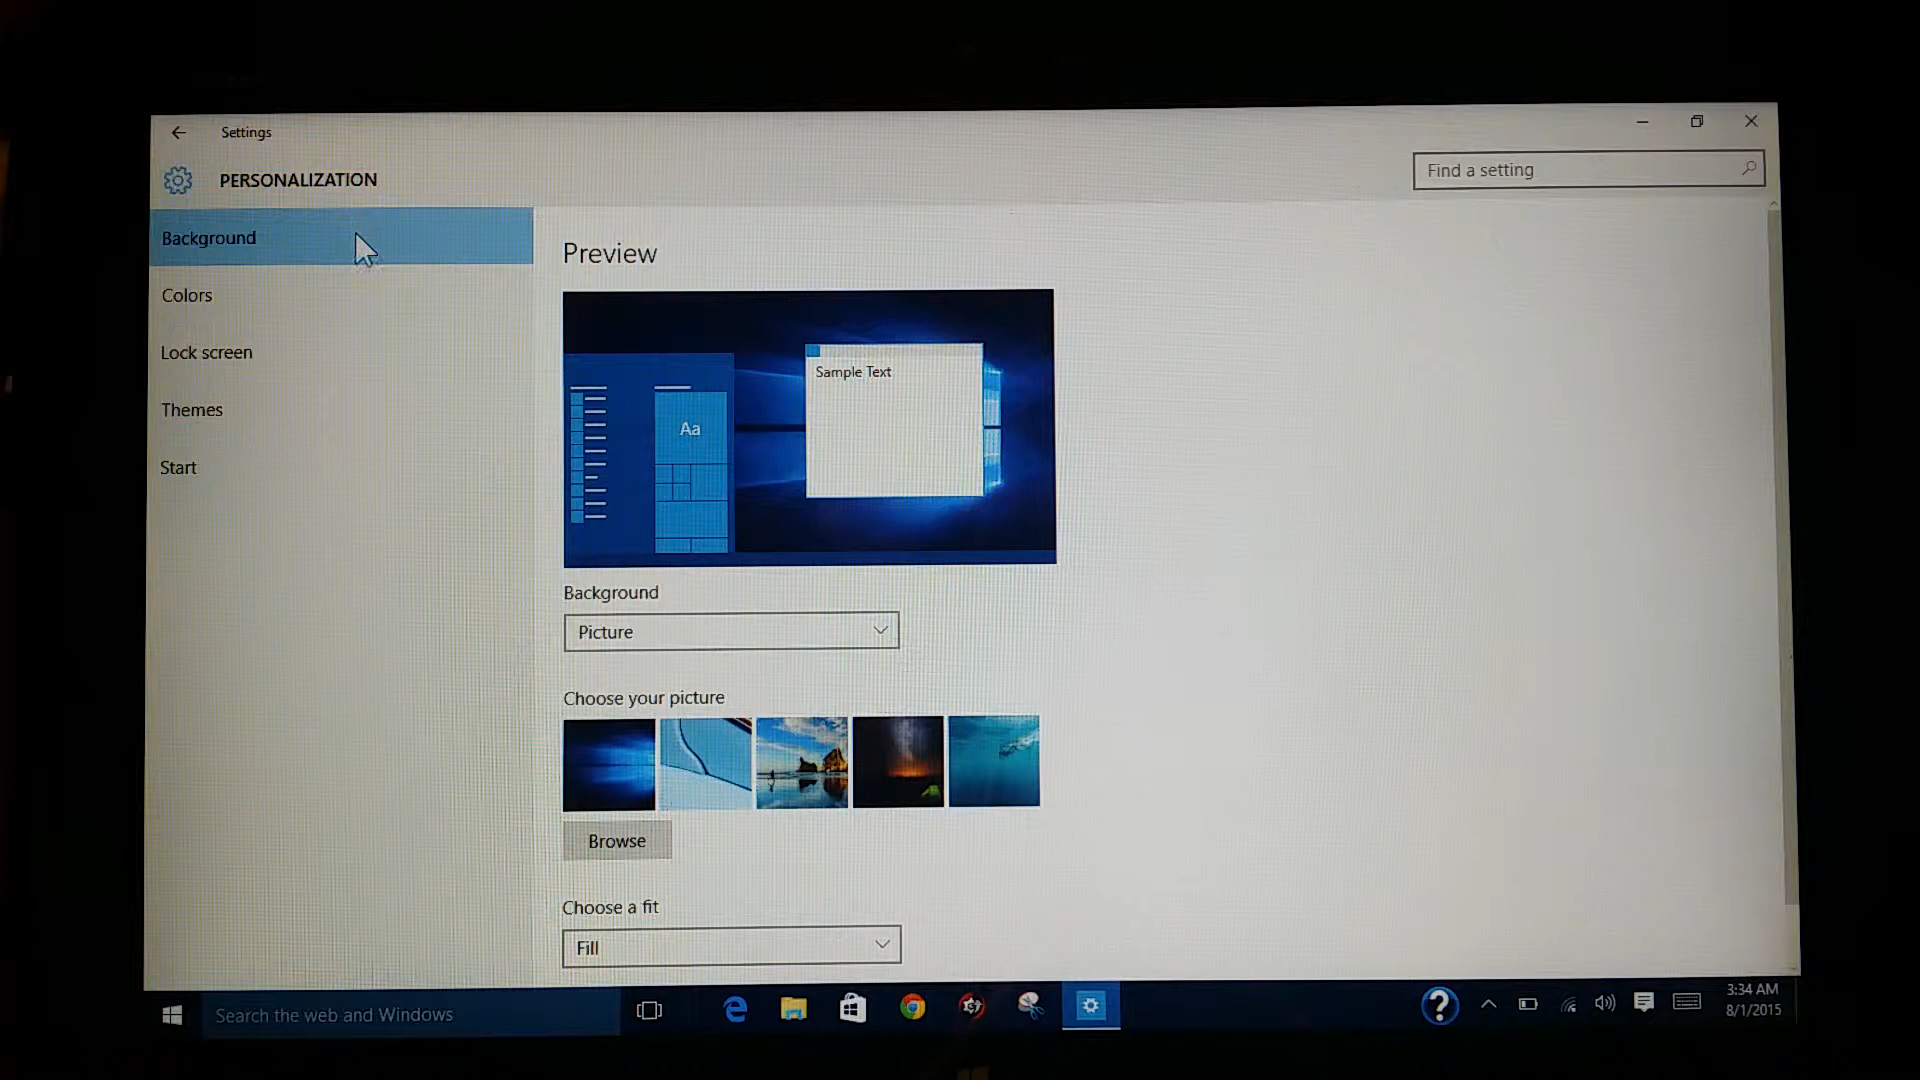 Settings
PERSONALIZATION
Find a setting
Background
Colors
Lock screen
Themes
Start
Preview
Sample Text
Aa
Background
Picture
Choose your picture
Browse
Choose a fit
Fill
Search the web and Windows
3:34 AM
8/1/2015